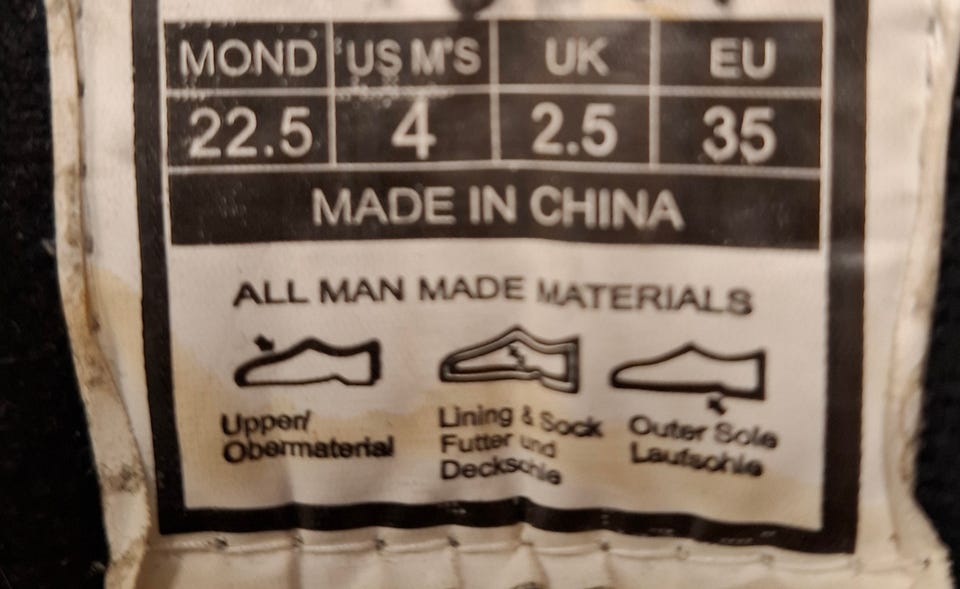 MOND US M'S UK EU
22.5 4 2.5 35
MADE IN CHINA
ALL MAN MADE MATERIALS
Upper/
Obermaterial
Lining & Sock
Futter und
Decksohle
Outer Sole
Laufsohle